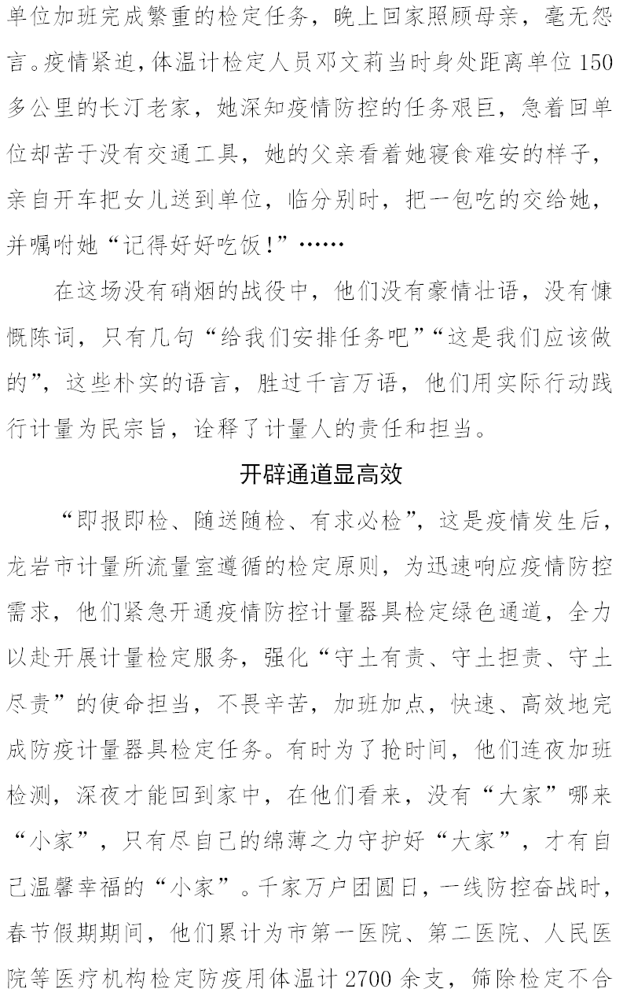 单位加班完成繁重的检定任务，晚上回家照顾母亲，毫无怨
言。疫情紧迫，体温计检定人员邓文莉当时身处距离单位 150
多公里的长汀老家，她深知疫情防控的任务艰巨，急着回单
位却苦于没有交通工具，她的父亲看着她寝食难安的样子，
亲自开车把女儿送到单位，临分别时，把一包吃的交给她，
并嘱咐她“记得好好吃饭！”……
在这场没有硝烟的战役中，他们没有豪情壮语，没有慷
慨陈词，只有几句“给我们安排任务吧”“这是我们应该做
的”，这些朴实的语言，胜过千言万语，他们用实际行动践
行计量为民宗旨，诠释了计量人的责任和担当。
开辟通道显高效
“即报即检、随送随检、有求必检”，这是疫情发生后，
龙岩市计量所流量室遵循的检定原则，为迅速响应疫情防控
需求，他们紧急开通疫情防控计量器具检定绿色通道，全力
以赴开展计量检定服务，强化“守土有责、守土担责、守土
尽责”的使命担当，不畏辛苦，加班加点，快速、高效地完
成防疫计量器具检定任务。有时为了抢时间，他们连夜加班
检测，深夜才能回到家中，在他们看来，没有“大家”哪来
“小家”，只有尽自己的绵薄之力守护好“大家”，才有自
己温馨幸福的“小家”。千家万户团圆日，一线防控奋战时，
春节假期期间，他们累计为市第一医院、第二医院、人民医
院等医疗机构检定防疫用体温计 2700 余支，筛除检定不合